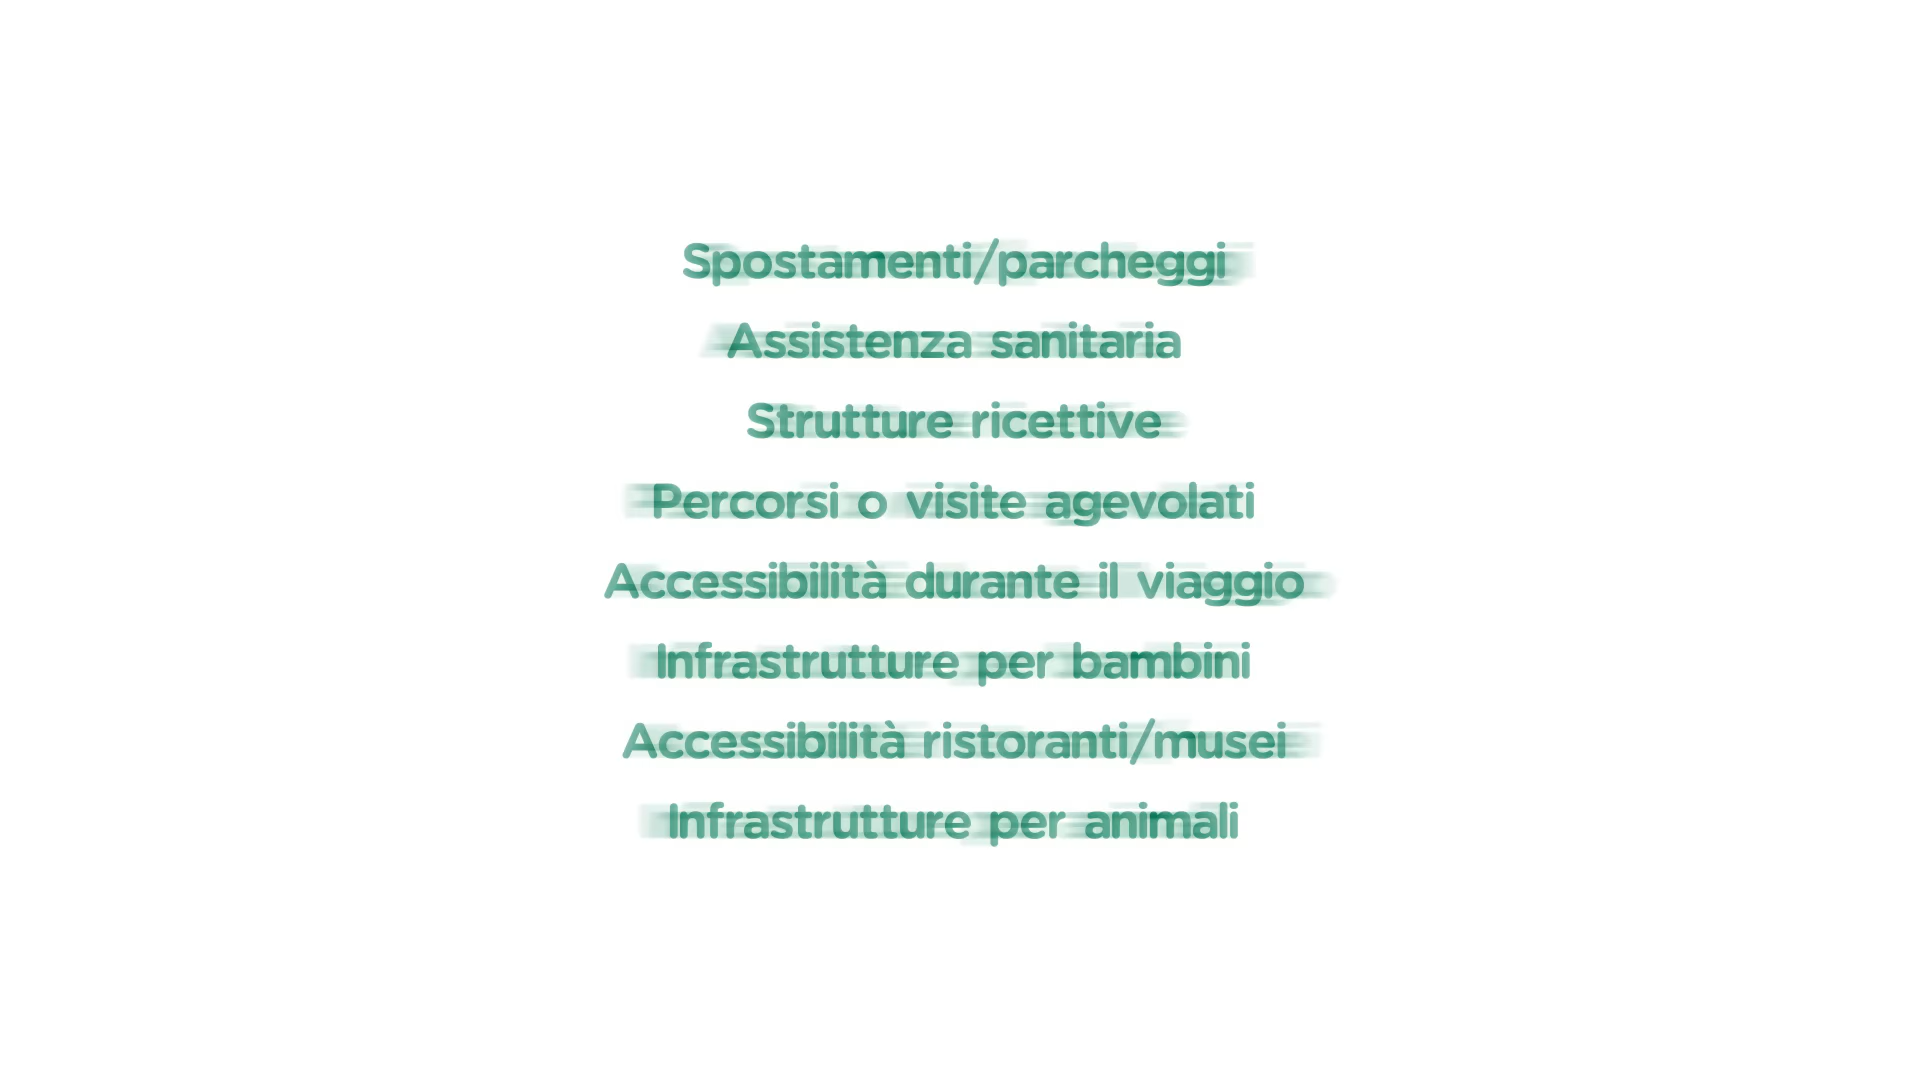 Spostamenti/parcheggi
Assistenza sanitaria
Strutture ricettive
Percorsi o visite agevolati
Accessibilità durante il viaggio
Infrastrutture per bambini
Accessibilità ristoranti/musei
Infrastrutture per animali